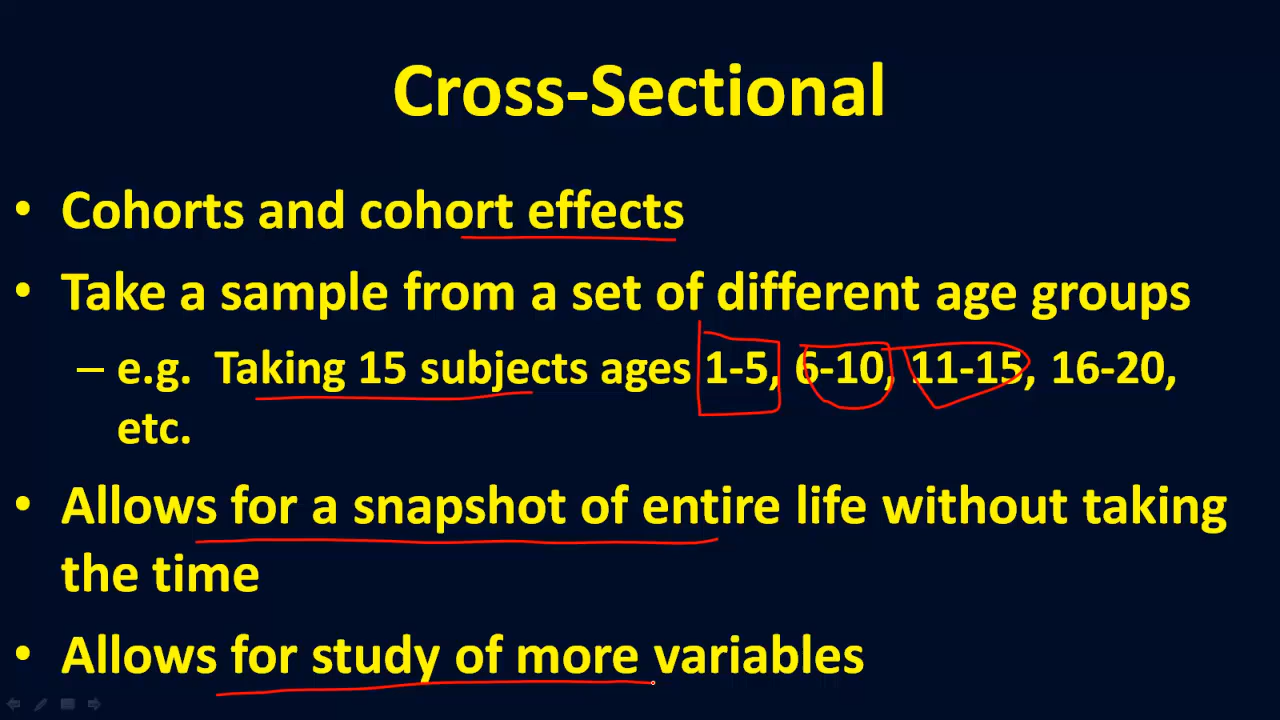 Cross-Sectional
• Cohorts and cohort effects
• Take a sample from a set of different age groups
– e.g. Taking 15 subjects ages 1-5, 6-10, 11-15, 16-20,
etc.
• Allows for a snapshot of entire life without taking
the time
• Allows for study of more variables